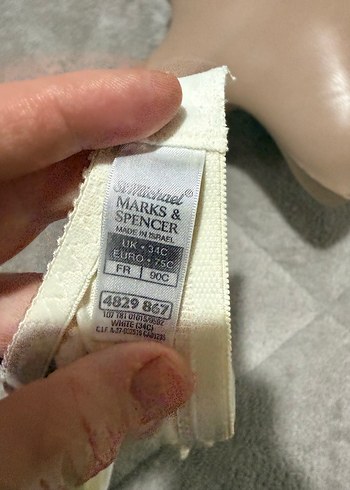 St Michael®
MARKS &
SPENCER
MADE IN ISRAEL
UK • 34C
EURO • 75C
FR 90C
4829 867
WHITE (34C)